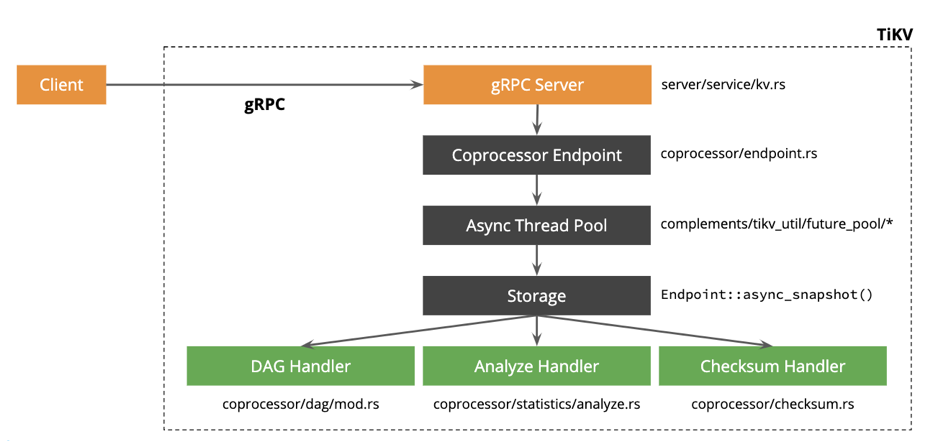 TiKV
Client
gRPC
gRPC Server
server/service/kv.rs
Coprocessor Endpoint
coprocessor/endpoint.rs
Async Thread Pool
complements/tikv_util/future_pool/*
Storage
Endpoint::async_snapshot()
DAG Handler
Analyze Handler
Checksum Handler
coprocessor/dag/mod.rs
coprocessor/statistics/analyze.rs
coprocessor/checksum.rs